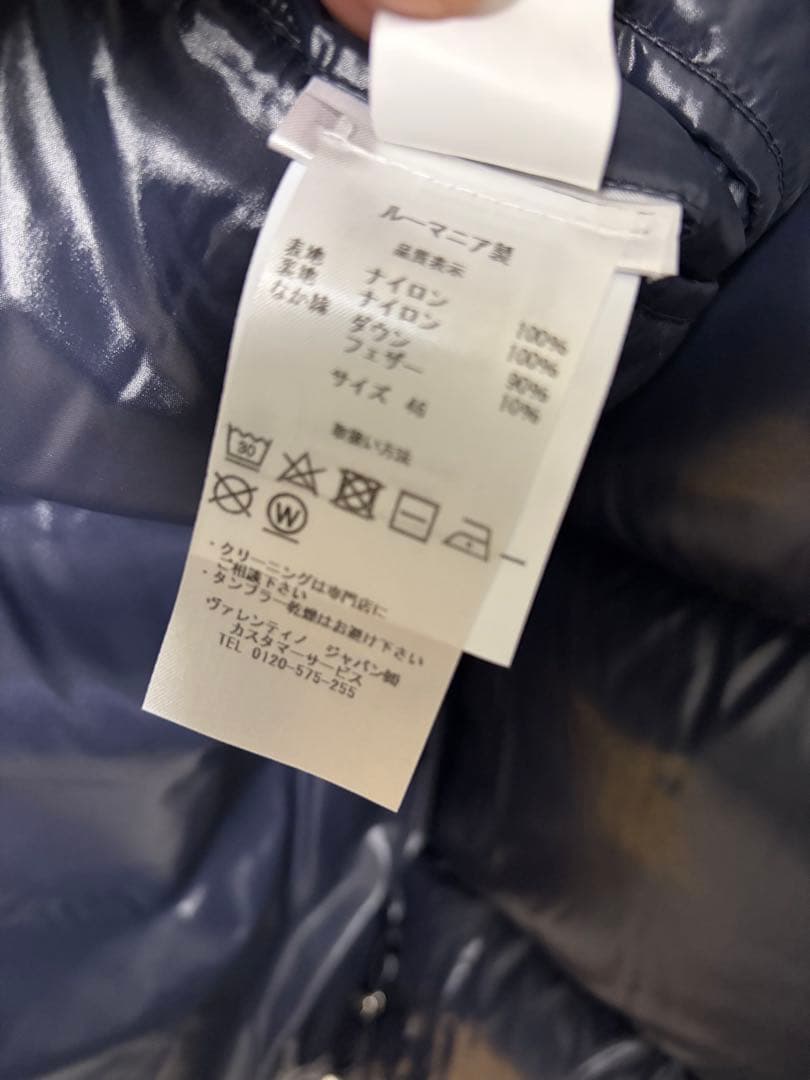 ルーマニア製
品質表示
表地 ナイロン 100%
裏地 ナイロン 100%
なか綿 ダウン 90%
フェザー 10%
サイズ 46
取扱い方法
30
W
・クリーニングは専門店に
ご相談下さい
・タンブラー乾燥はお避け下さい
ヴァレンティノ ジャパン㈱
カスタマーサービス
TEL 0120-575-255